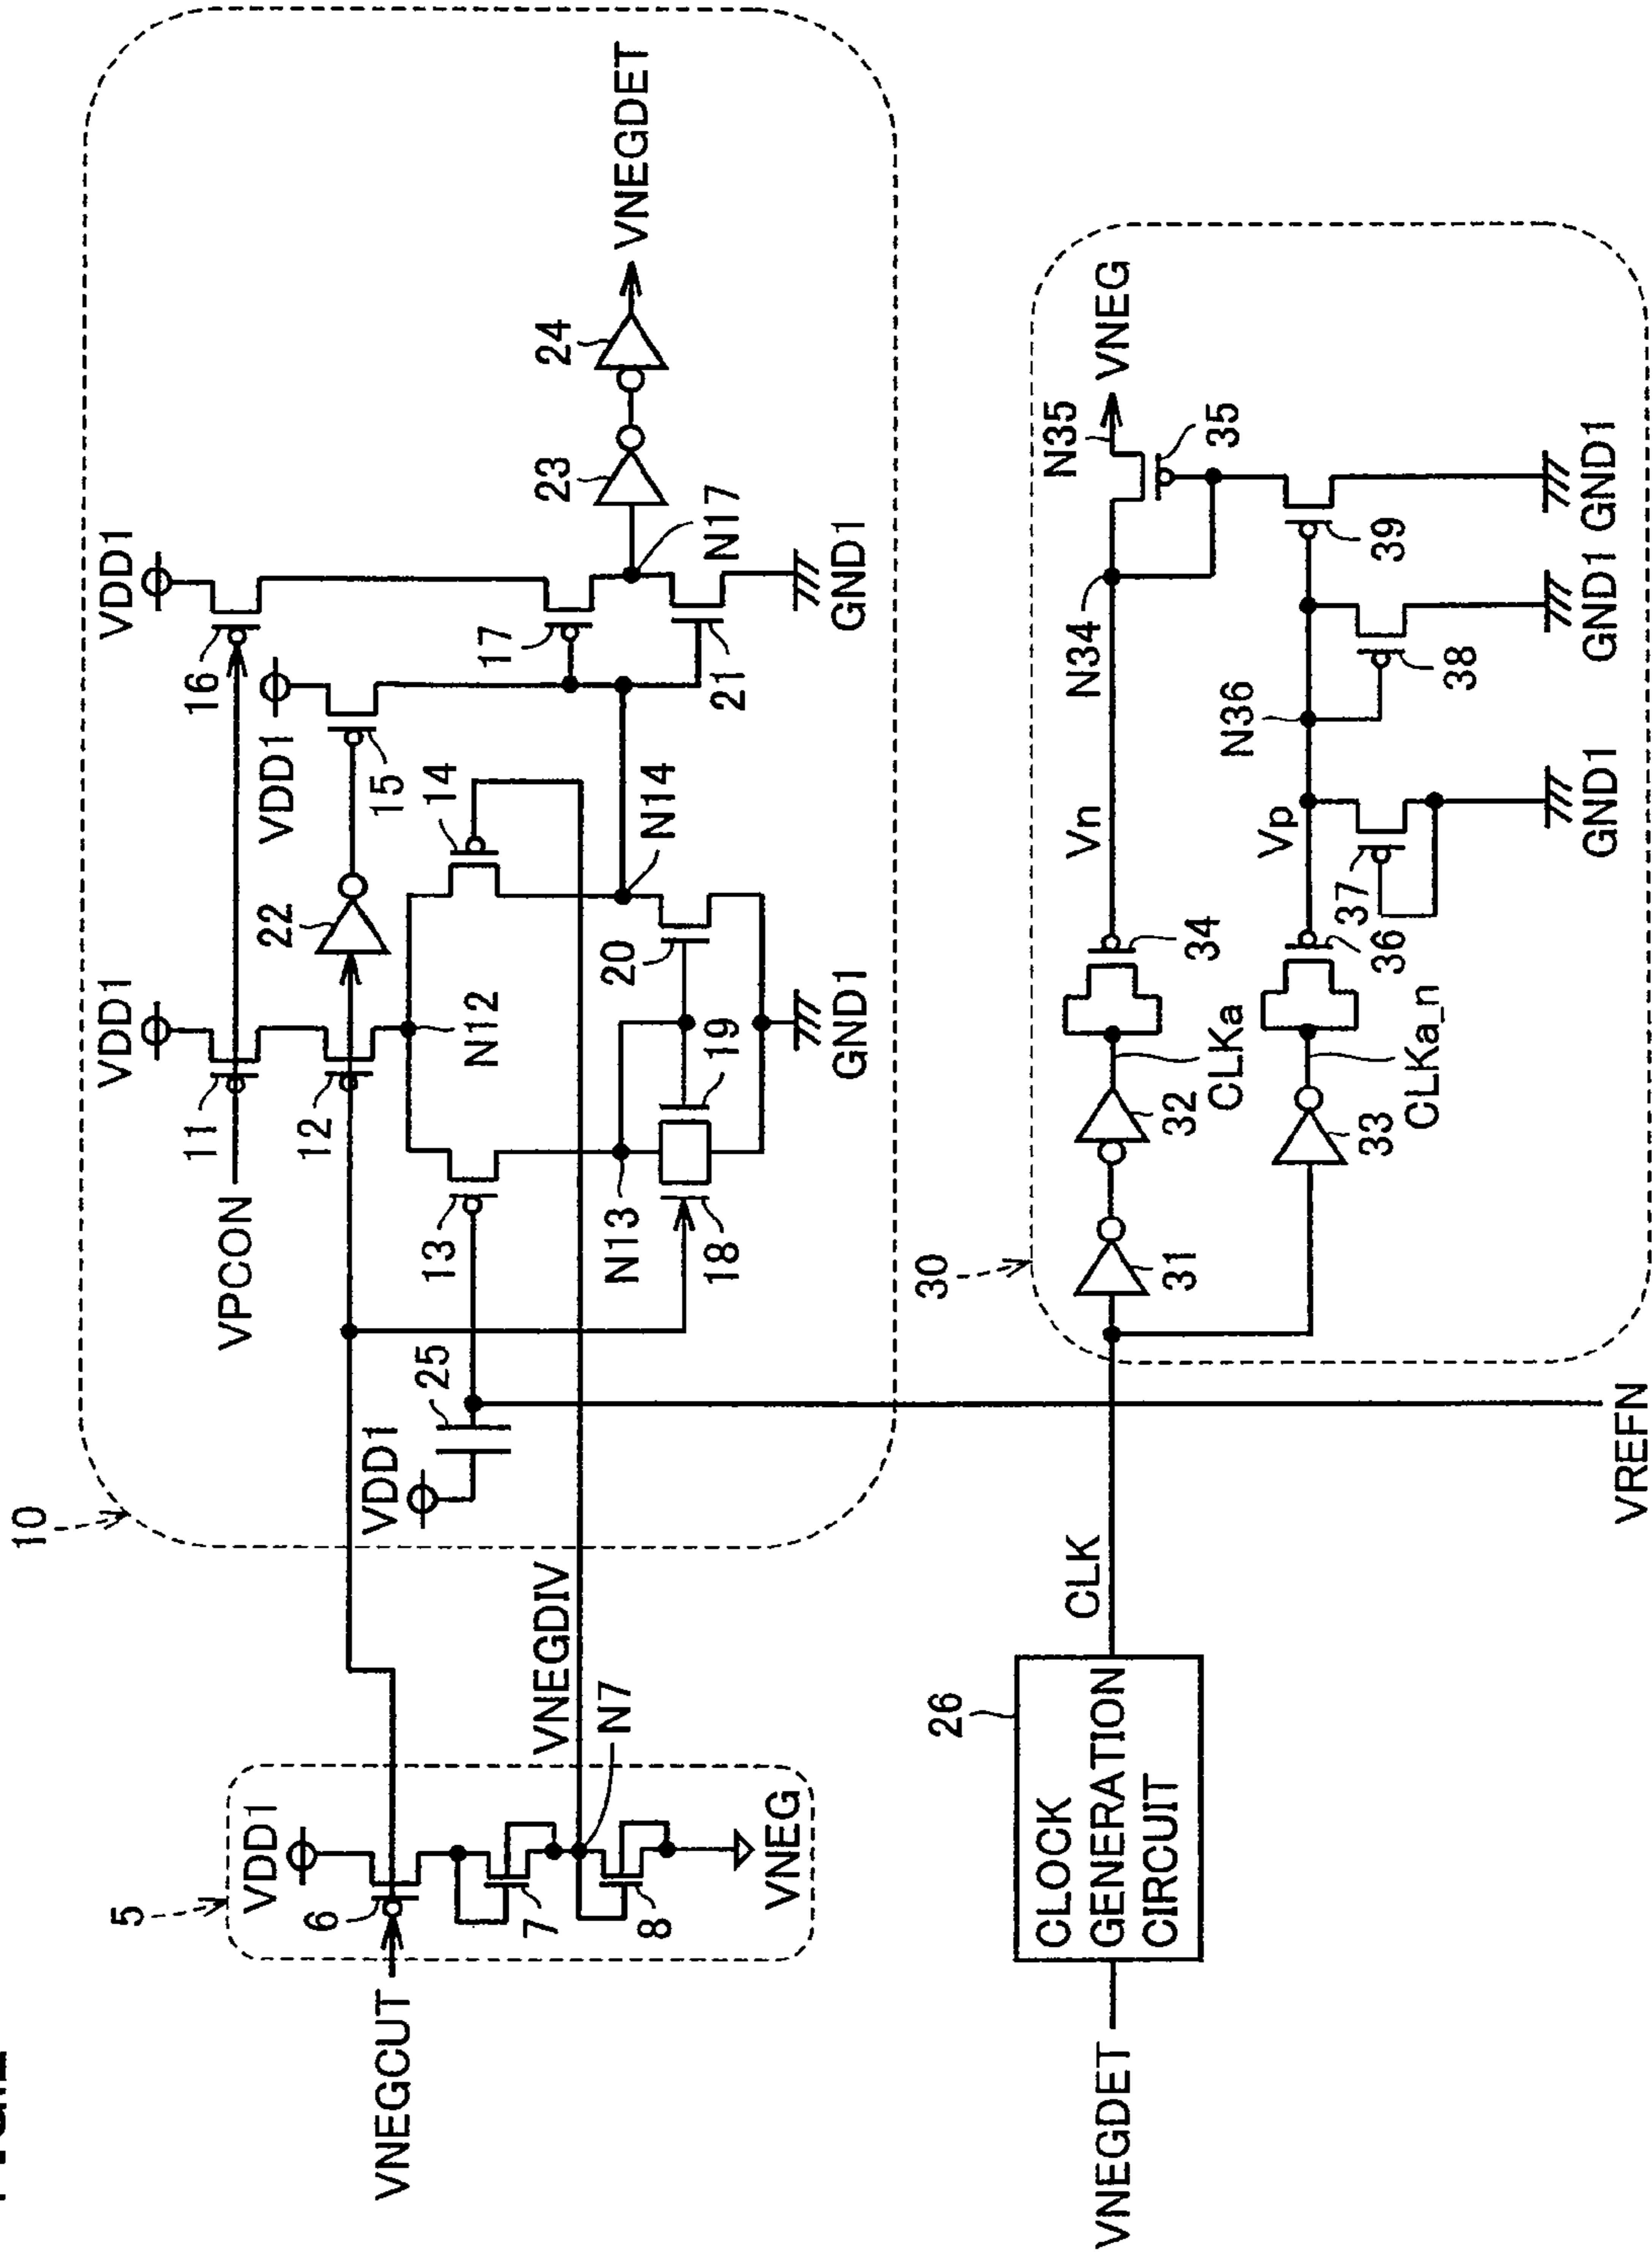 10
5
VNEGCUT
VDD1
6
7
8
VNEG
VNEGDIV
N7
VPCON
VDD1
11
12
VDD1
25
13
N12
N13
18
19
20
GND1
22
14
N14
VDD1
15
VDD1
16
17
21
N17
GND1
23
24
VNEGDET
VNEGDET
26
CLOCK
GENERATION
CIRCUIT
CLK
VREFN
30
31
32
33
CLKa
CLKa_n
34
36
Vn
Vp
37
N34
N36
38
39
N35
35
VNEG
GND1
GND1
GND1